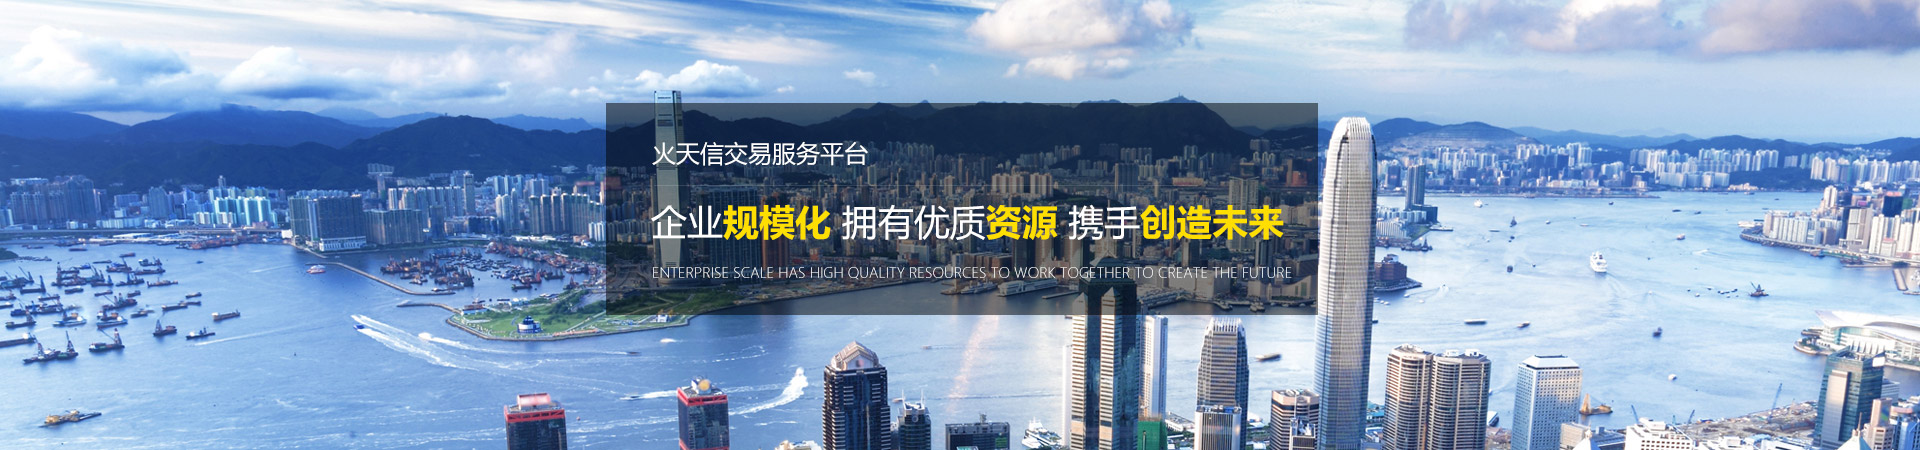 火天信交易服务平台
企业规模化 拥有优质资源 携手创造未来
ENTERPRISE SCALE HAS HIGH QUALITY RESOURCES TO WORK TOGETHER TO CREATE THE FUTURE